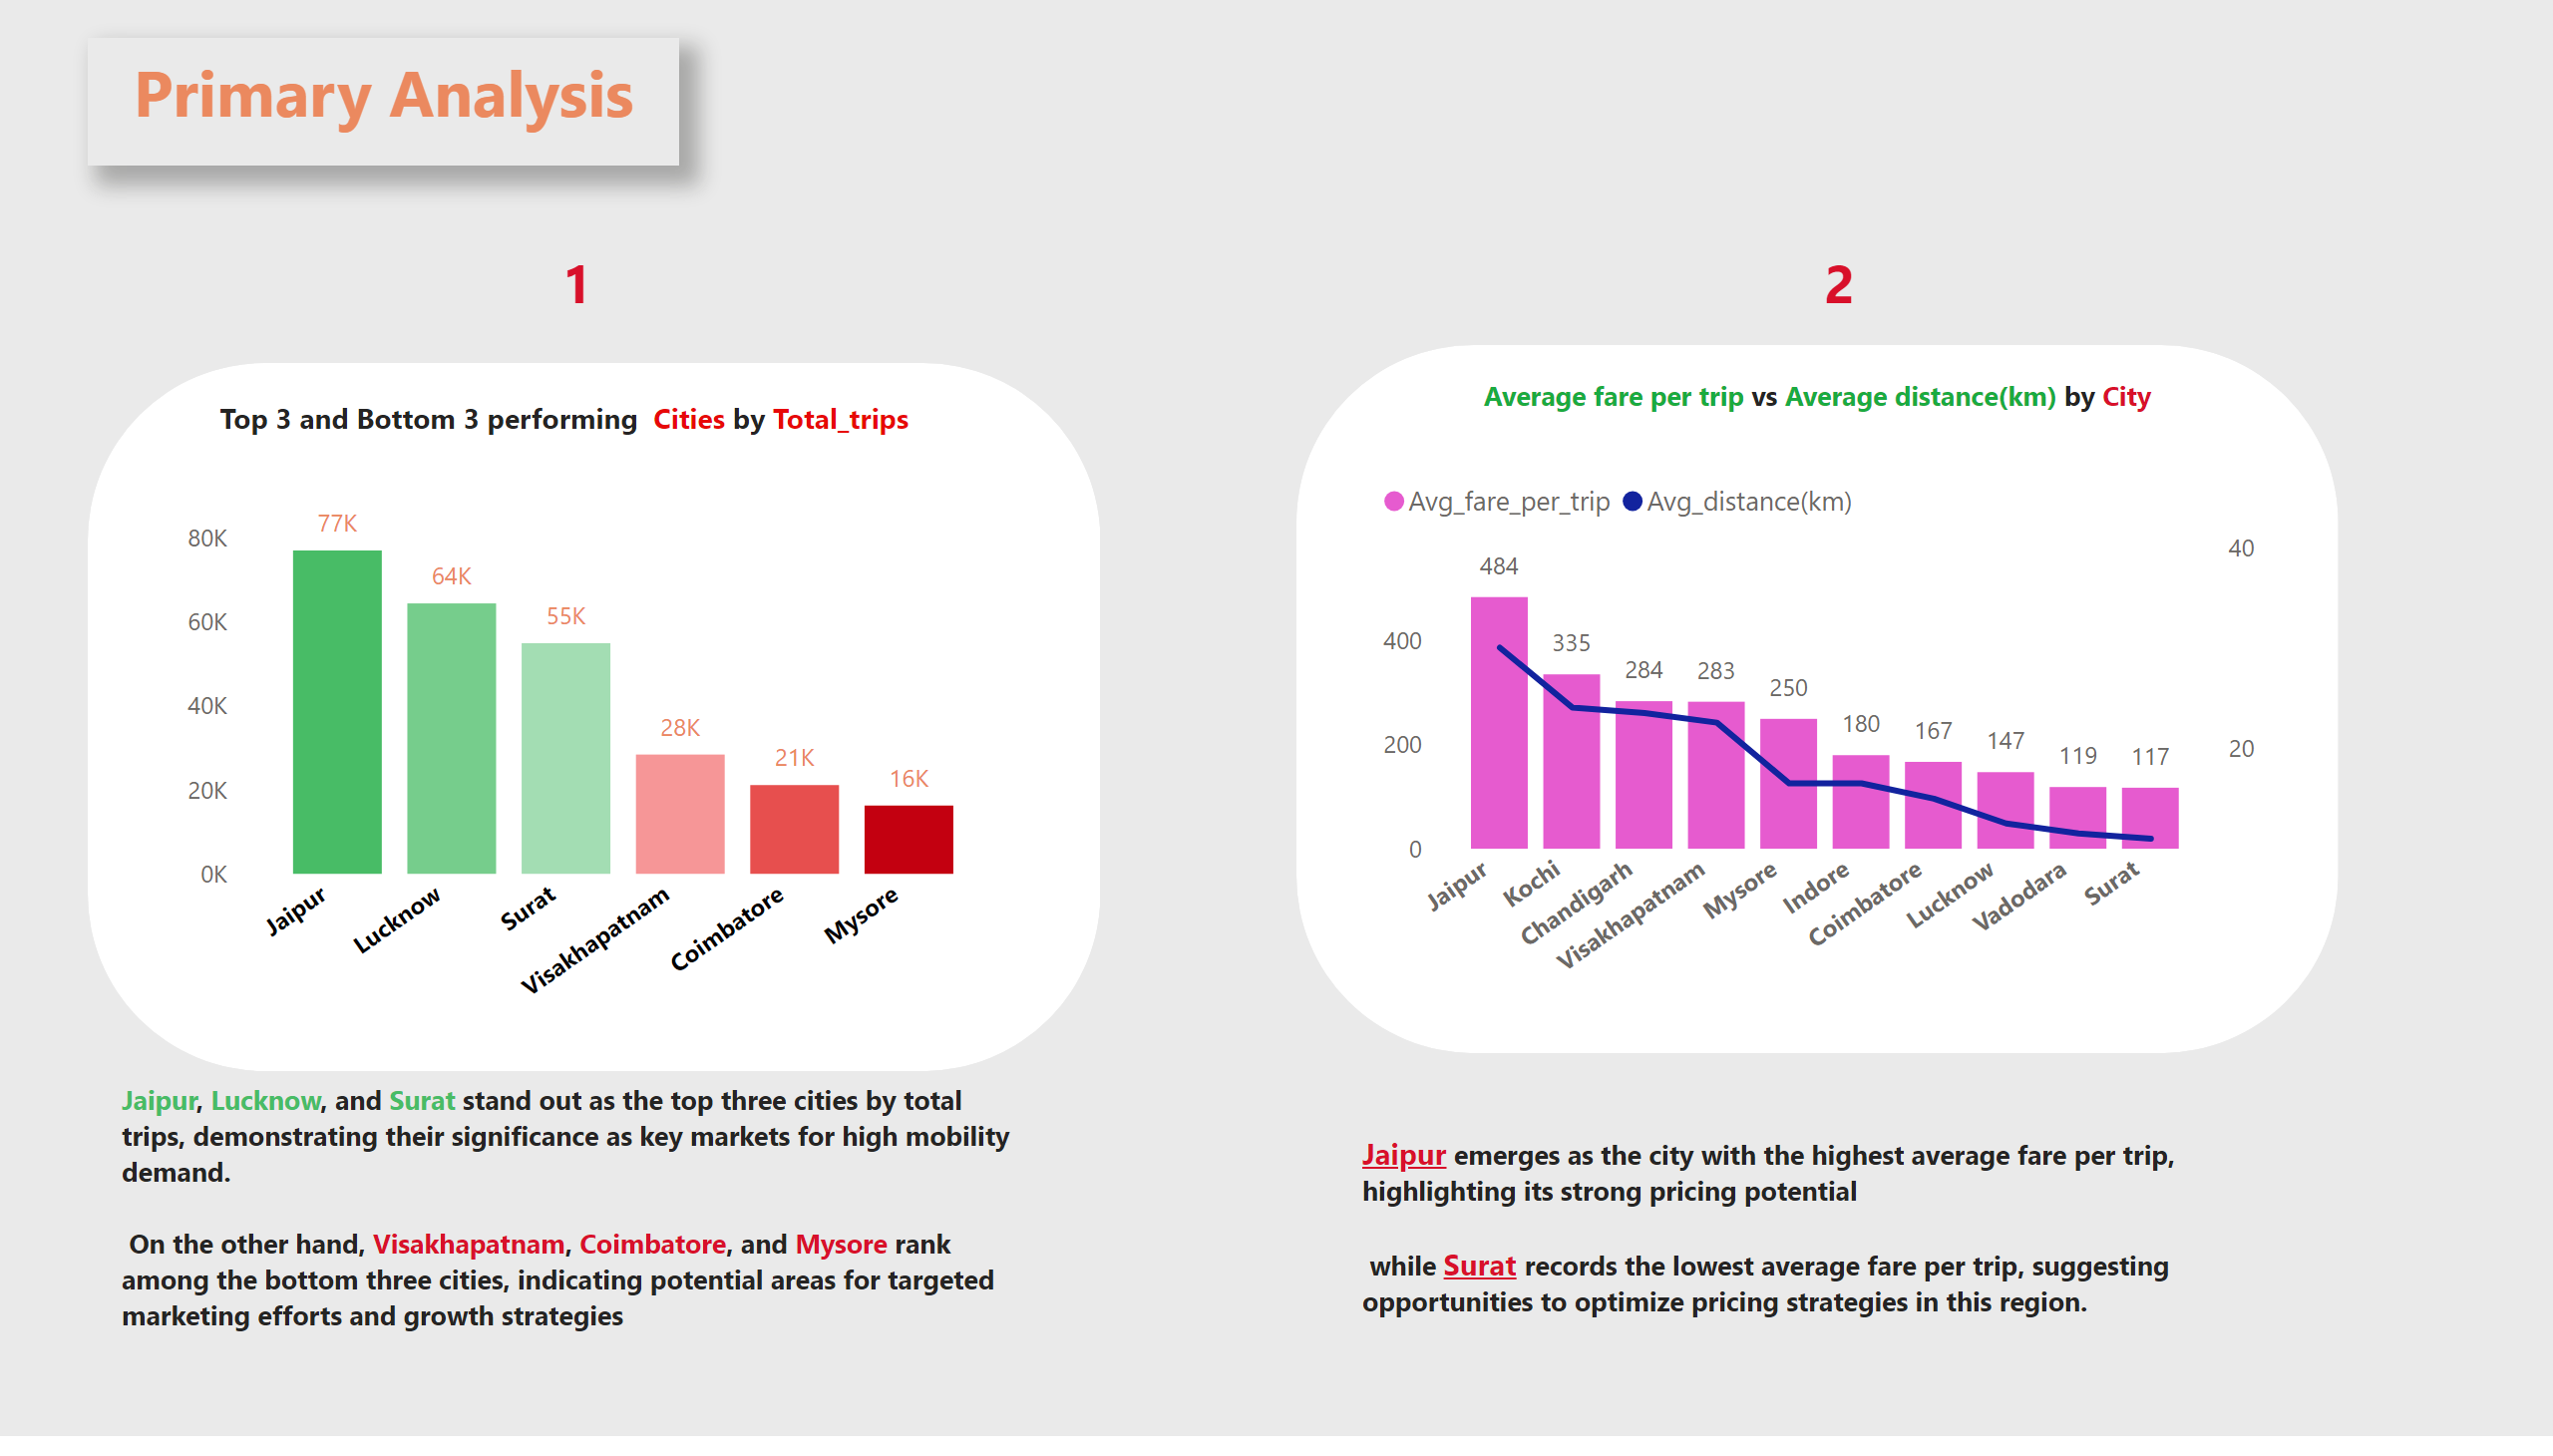 Primary Analysis
1
Top 3 and Bottom 3 performing  Cities by Total_trips
80K
60K
40K
20K
0K
77K
64K
55K
28K
21K
16K
Jaipur
Lucknow
Surat
Visakhapatnam
Coimbatore
Mysore
Jaipur, Lucknow, and Surat stand out as the top three cities by total
trips, demonstrating their significance as key markets for high mobility
demand.
On the other hand, Visakhapatnam, Coimbatore, and Mysore rank
among the bottom three cities, indicating potential areas for targeted
marketing efforts and growth strategies
2
Average fare per trip vs Average distance(km) by City
Avg_fare_per_trip Avg_distance(km)
400
200
0
484
335
284
283
250
180
167
147
119
117
40
20
Jaipur
Kochi
Chandigarh
Visakhapatnam
Mysore
Indore
Coimbatore
Lucknow
Vadodara
Surat
Jaipur emerges as the city with the highest average fare per trip,
highlighting its strong pricing potential
while Surat records the lowest average fare per trip, suggesting
opportunities to optimize pricing strategies in this region.